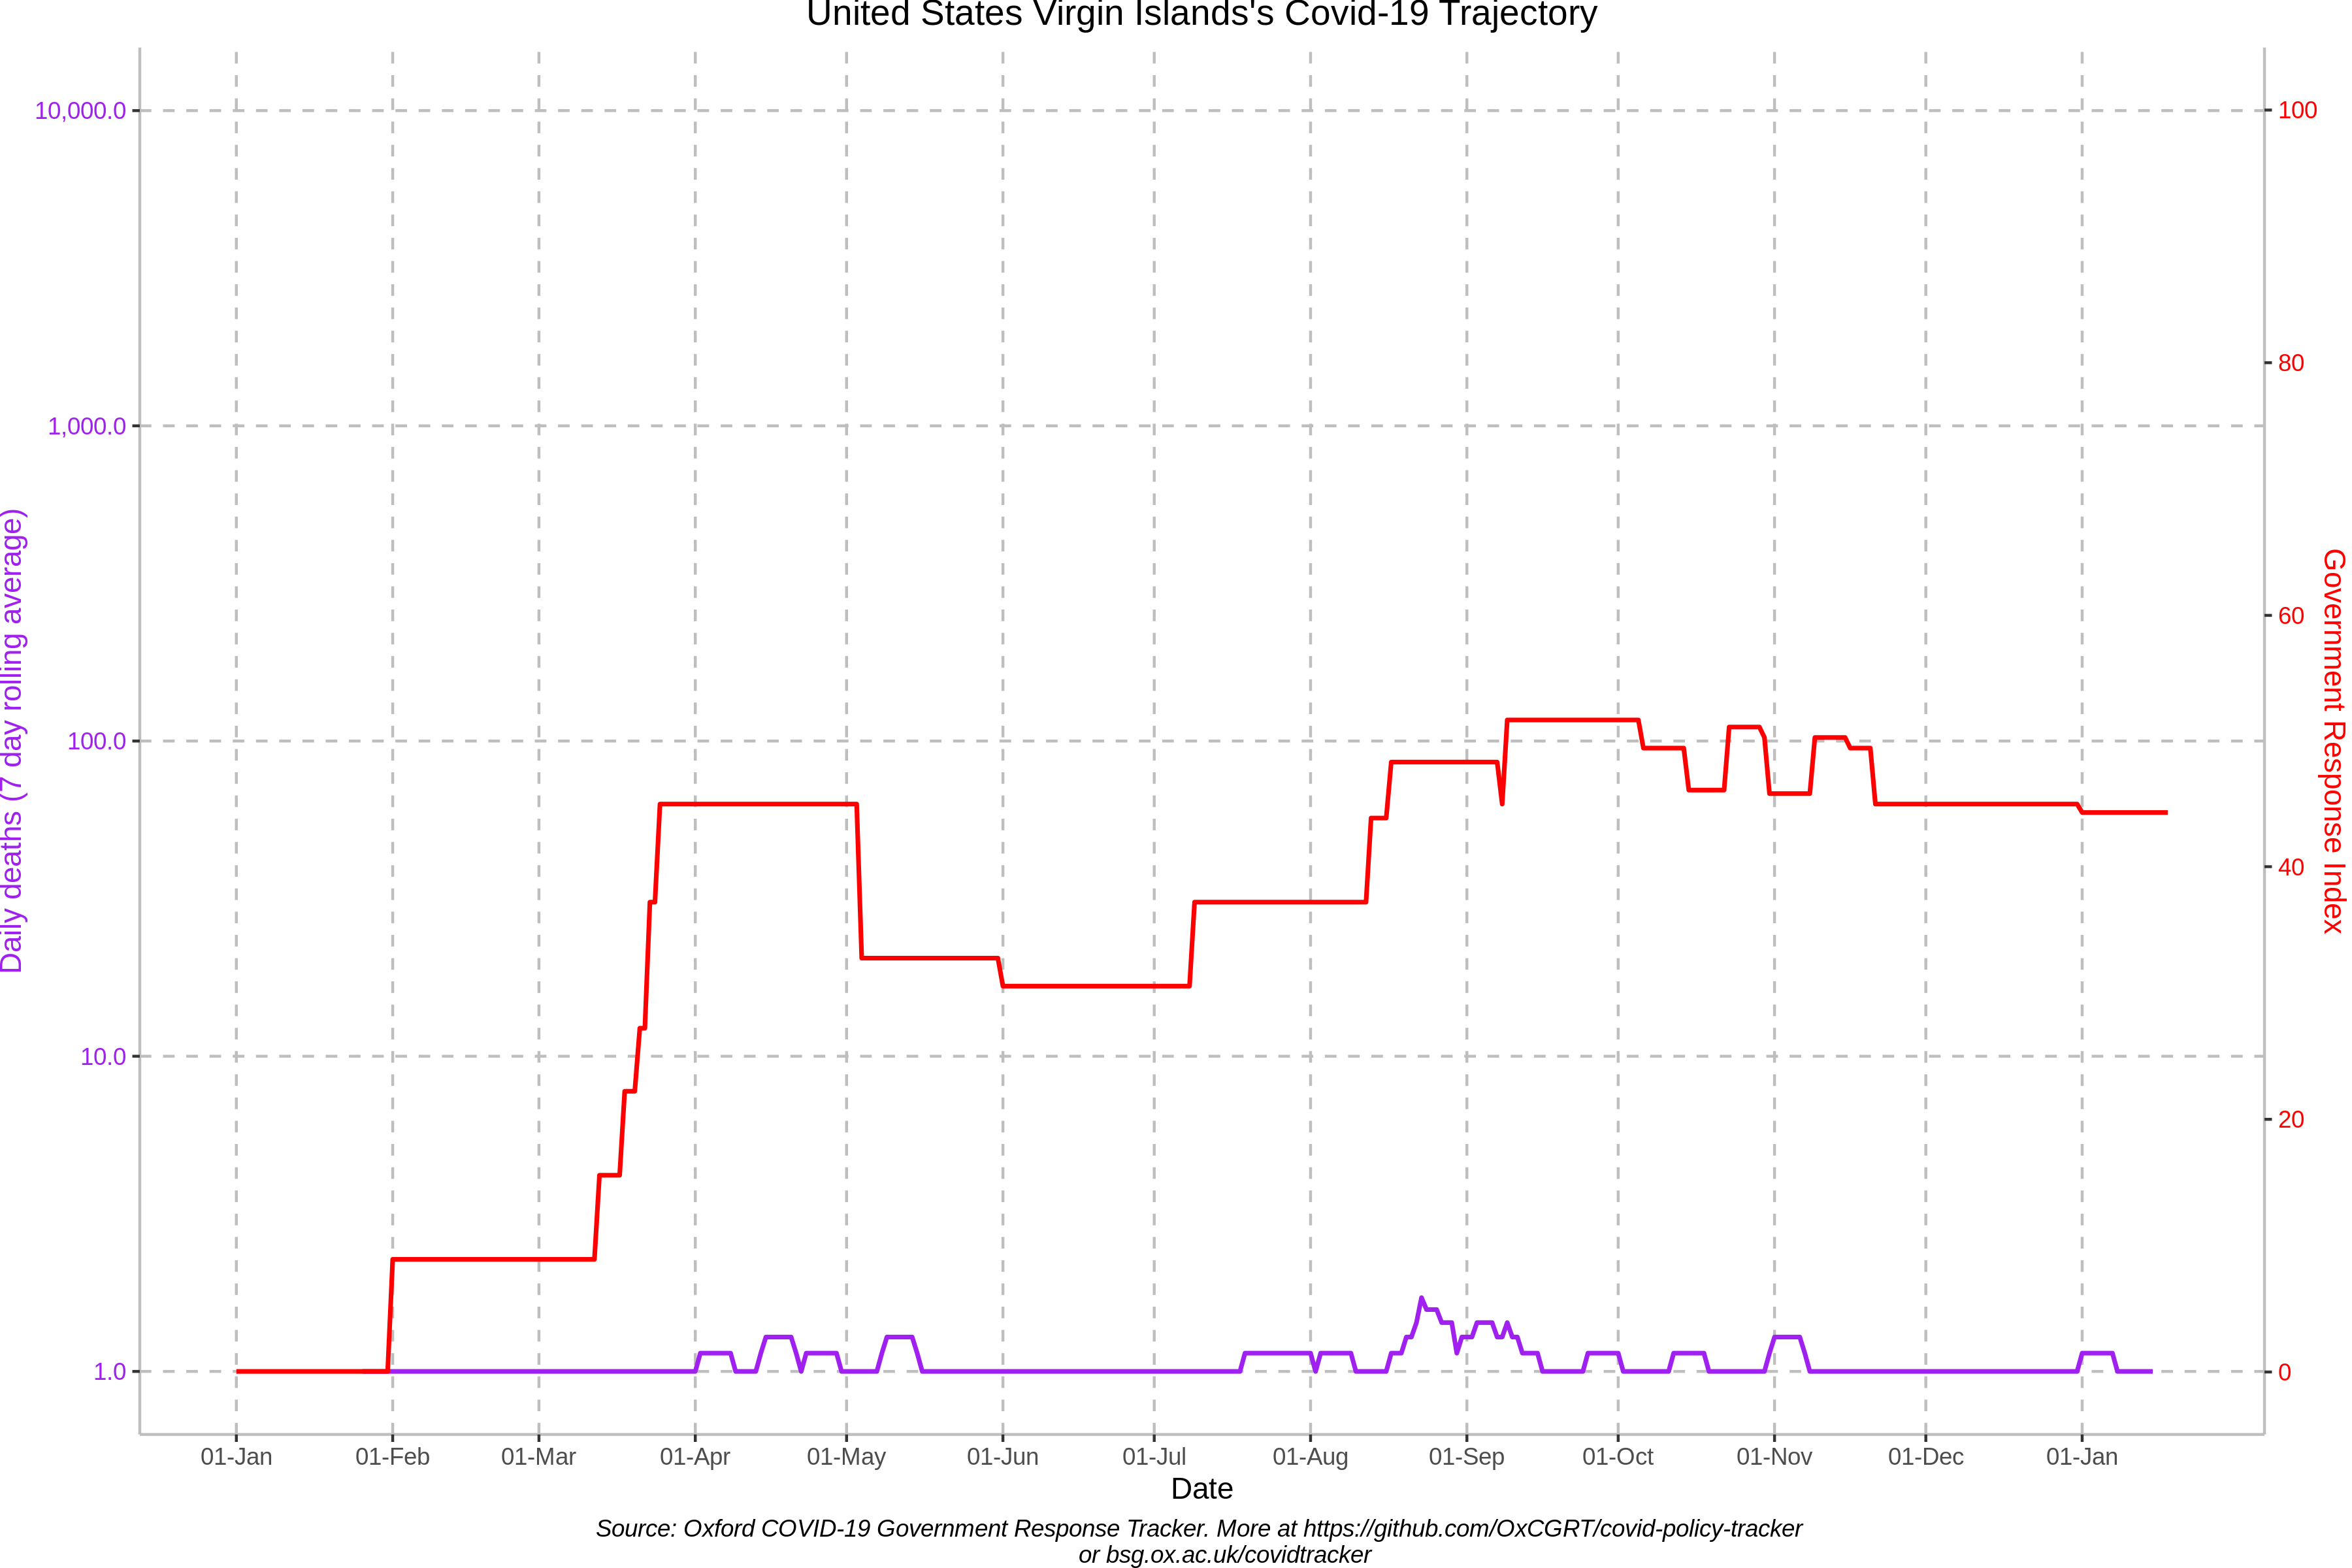 United States Virgin Islands's Covid-19 Trajectory
10,000.0
1,000.0
100.0
10.0
1.0
Daily deaths (7 day rolling average)
100
80
60
40
20
0
Government Response Index
01-Jan 01-Feb 01-Mar 01-Apr 01-May 01-Jun 01-Jul 01-Aug 01-Sep 01-Oct 01-Nov 01-Dec 01-Jan
Date
Source: Oxford COVID-19 Government Response Tracker. More at https://github.com/OxCGRT/covid-policy-tracker
or bsg.ox.ac.uk/covidtracker